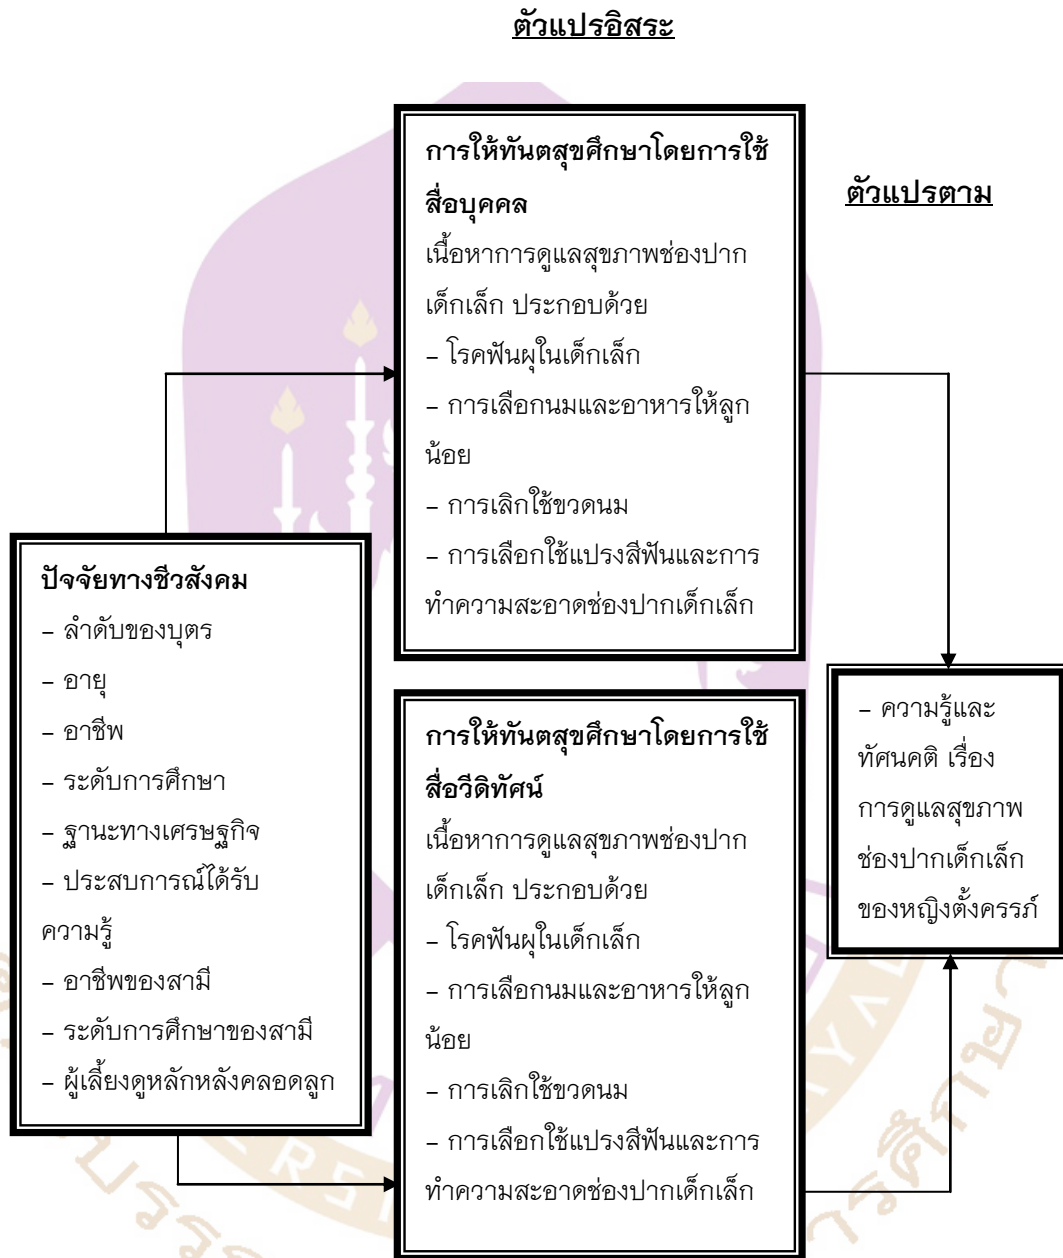 ตัวแปรอิสระ
การให้ทันตสุขศึกษาโดยการใช้
สื่อบุคคล
เนื้อหาการดูแลสุขภาพช่องปาก
เด็กเล็ก ประกอบด้วย
– โรคฟันผุในเด็กเล็ก
– การเลือกนมและอาหารให้ลูก
น้อย
– การเลิกใช้ขวดนม
– การเลือกใช้แปรงสีฟันและการ
ทำความสะอาดช่องปากเด็กเล็ก
ตัวแปรตาม
ปัจจัยทางชีวสังคม
– ลำดับของบุตร
– อายุ
– อาชีพ
– ระดับการศึกษา
– ฐานะทางเศรษฐกิจ
– ประสบการณ์ได้รับ
ความรู้
– อาชีพของสามี
– ระดับการศึกษาของสามี
– ผู้เลี้ยงดูหลักหลังคลอดลูก
การให้ทันตสุขศึกษาโดยการใช้
สื่อวีดิทัศน์
เนื้อหาการดูแลสุขภาพช่องปาก
เด็กเล็ก ประกอบด้วย
– โรคฟันผุในเด็กเล็ก
– การเลือกนมและอาหารให้ลูก
น้อย
– การเลิกใช้ขวดนม
– การเลือกใช้แปรงสีฟันและการ
ทำความสะอาดช่องปากเด็กเล็ก
– ความรู้และ
ทัศนคติ เรื่อง
การดูแลสุขภาพ
ช่องปากเด็กเล็ก
ของหญิงตั้งครรภ์